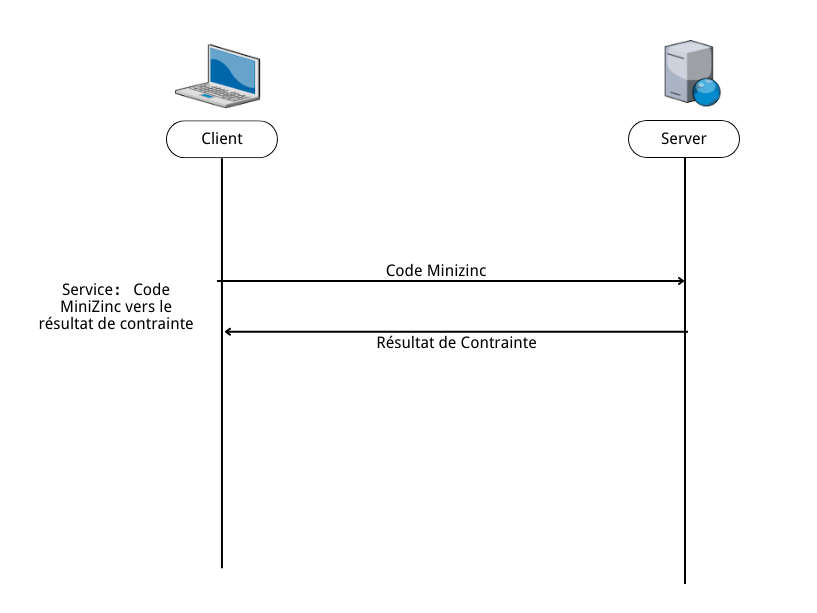 Client
Server
Code Minizinc
Service: Code
MiniZinc vers le
résultat de contrainte
Résultat de Contrainte